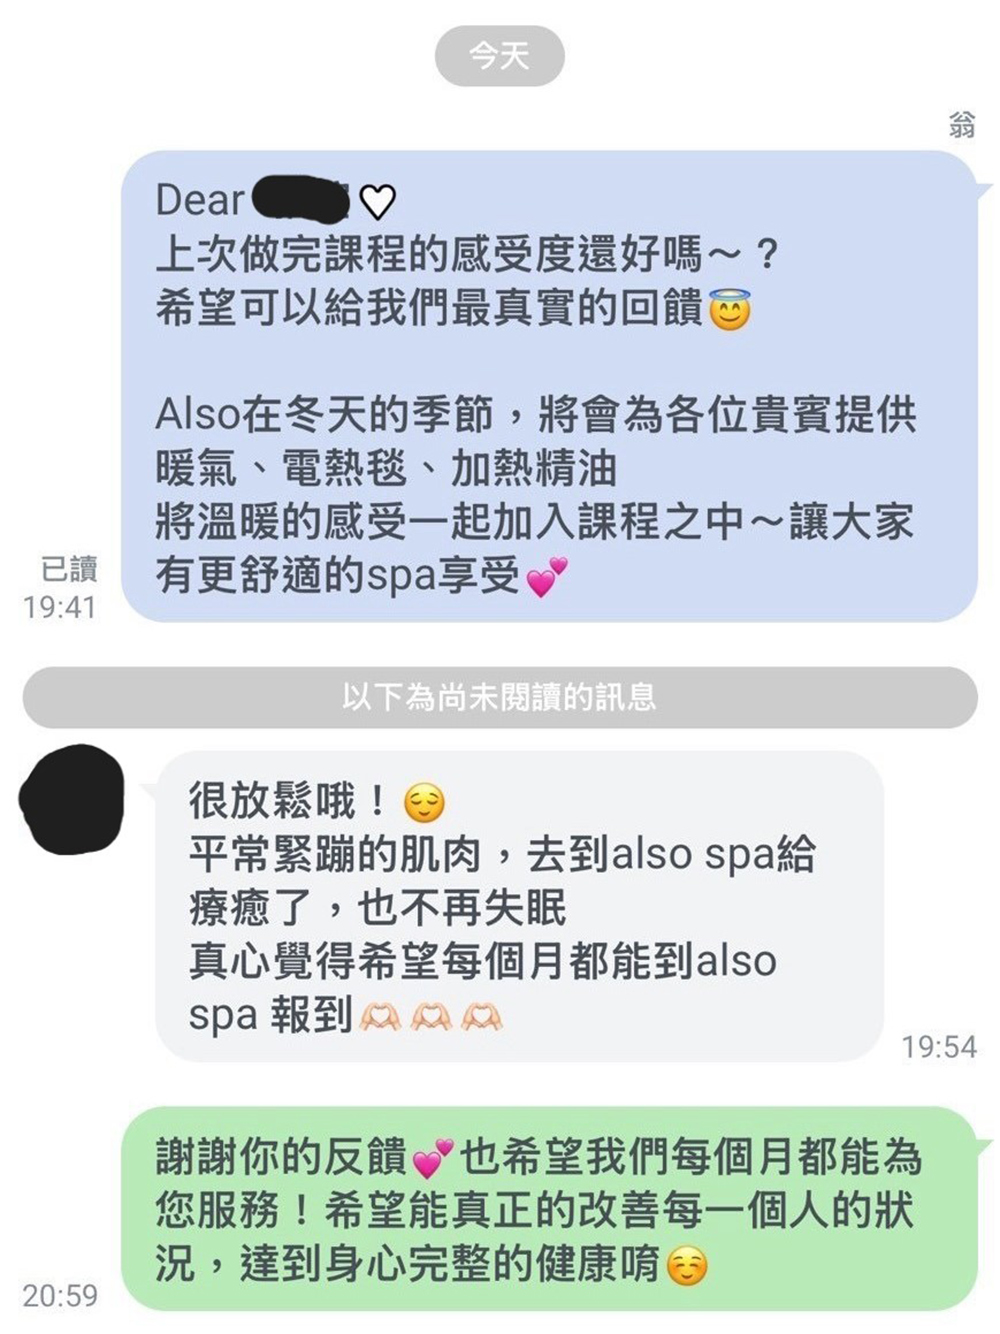 今天
翁
Dear
上次做完課程的感受度還好嗎～？
希望可以給我們最真實的回饋😇
Also在冬天的季節，將會為各位貴賓提供
暖氣、電熱毯、加熱精油
將溫暖的感受一起加入課程之中～讓大家
有更舒適的spa享受💕
已讀
19:41
以下為尚未閱讀的訊息
很放鬆哦！😌
平常緊蹦的肌肉，去到also spa給
療癒了，也不再失眠
真心覺得希望每個月都能到also
spa 報到🫶🏻🫶🏻🫶🏻
19:54
謝謝你的反饋💕也希望我們每個月都能為
您服務！希望能真正的改善每一個人的狀
況，達到身心完整的健康唷☺️
20:59